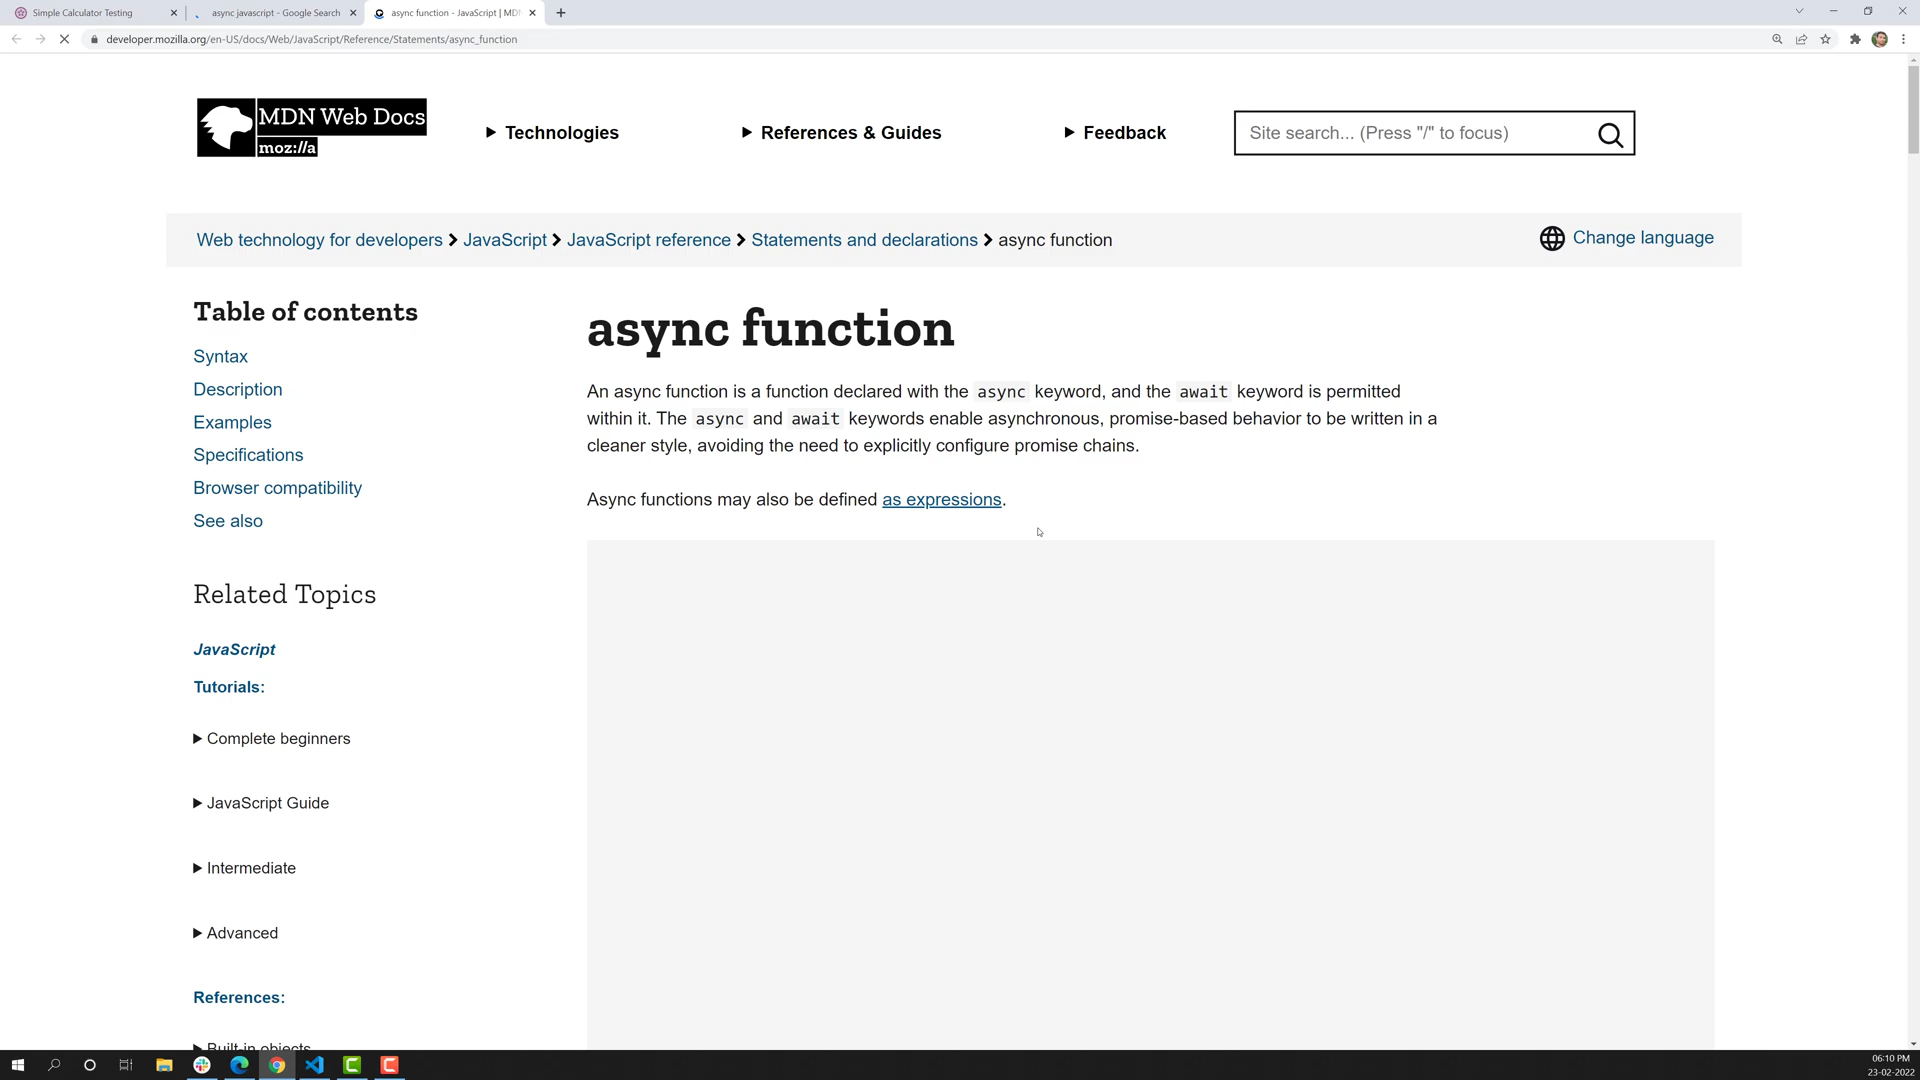 Simple Calculator Testing
async javascript - Google Search
async function - JavaScript | MDN
developer.mozilla.org/en-US/docs/Web/JavaScript/Reference/Statements/async_function
MDN Web Docs
moz://a
Technologies
References & Guides
Feedback
Site search... (Press "/" to focus)
Web technology for developers JavaScript JavaScript reference Statements and declarations async function
Change language
Table of contents
Syntax
Description
Examples
Specifications
Browser compatibility
See also
Related Topics
JavaScript
Tutorials:
Complete beginners
JavaScript Guide
Intermediate
Advanced
References:
Built-in objects
async function
An async function is a function declared with the async keyword, and the await keyword is permitted
within it. The async and await keywords enable asynchronous, promise-based behavior to be written in a
cleaner style, avoiding the need to explicitly configure promise chains.
Async functions may also be defined as expressions.
06:10 PM
23-02-2022